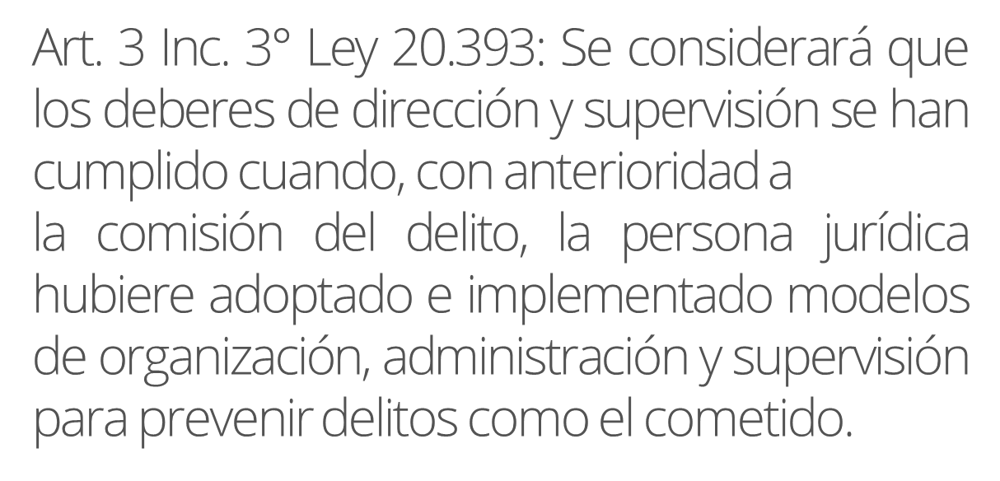 Art. 3 Inc. 3° Ley 20.393: Se considerará que
los deberes de dirección y supervisión se han
cumplido cuando, con anterioridad a
la comisión del delito, la persona jurídica
hubiere adoptado e implementado modelos
de organización, administración y supervisión
para prevenir delitos como el cometido.